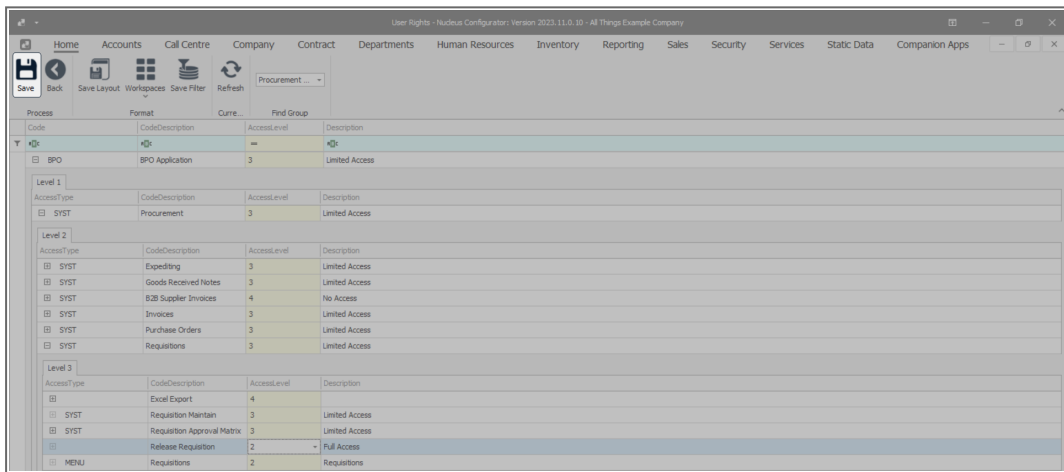 User Rights - Nucleus Configurator: Version 2023.11.0.10 - All Things Example Company
Home Accounts Call Centre Company Contract Departments Human Resources Inventory Reporting Sales Security Services Static Data Companion Apps
Save Back Save Layout Workspaces Save Filter Refresh Procurement ...
Process Format Curre... Find Group
Code CodeDescription AccessLevel Description
=
BPO BPO Application 3 Limited Access
Level 1
AccessType CodeDescription AccessLevel Description
SYST Procurement 3 Limited Access
Level 2
AccessType CodeDescription AccessLevel Description
SYST Expediting 3 Limited Access
SYST Goods Received Notes 3 Limited Access
SYST B2B Supplier Invoices 4 No Access
SYST Invoices 3 Limited Access
SYST Purchase Orders 3 Limited Access
SYST Requisitions 3 Limited Access
Level 3
AccessType CodeDescription AccessLevel Description
Excel Export 4
SYST Requisition Maintain 3 Limited Access
SYST Requisition Approval Matrix 3 Limited Access
Release Requisition 2 Full Access
MENU Requisitions 2 Requisitions